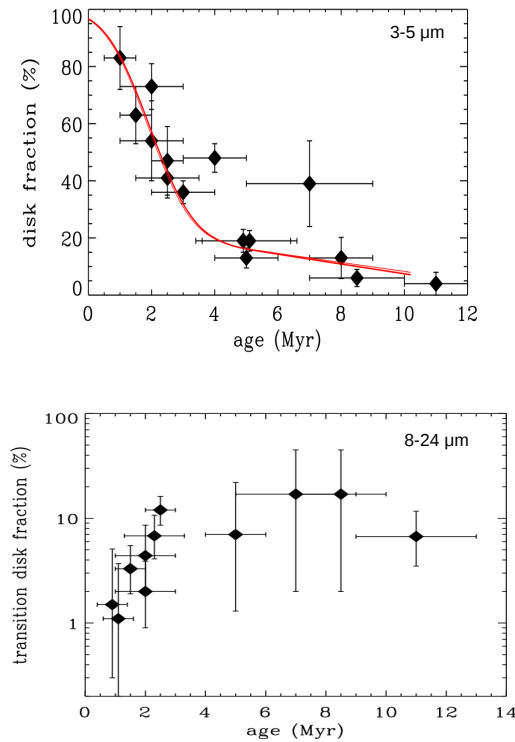 100
3-5 µm
80
60
40
20
0
disk fraction (%)
0 2 4 6 8 10 12
age (Myr)
100
8-24 µm
10
1
transition disk fraction (%)
0 2 4 6 8 10 12 14
age (Myr)